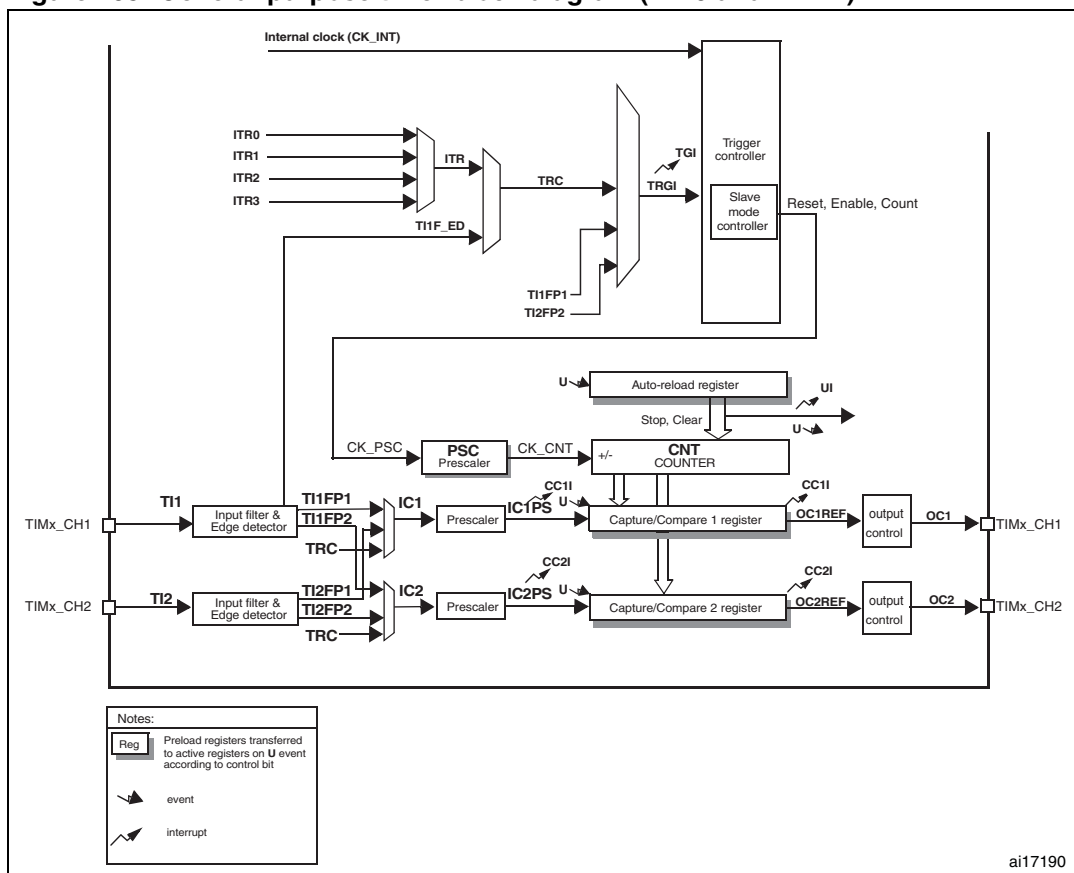 Internal clock (CK_INT)
ITR0
ITR1
ITR2
ITR3
ITR
TI1F_ED
TRC
TI1FP1
TI2FP2
TGI
TRGI
Trigger
controller
Slave
mode
controller
Reset, Enable, Count
U
Auto-reload register
Stop, Clear
UI
U
CK_PSC
PSC
Prescaler
CK_CNT
+/-
CNT
COUNTER
TIMx_CH1
TI1
Input filter &
Edge detector
TI1FP1
TI1FP2
TRC
IC1
Prescaler
CC1I
IC1PS
U
Capture/Compare 1 register
CC1I
OC1REF
output
control
OC1
TIMx_CH1
TIMx_CH2
TI2
Input filter &
Edge detector
TI2FP1
TI2FP2
TRC
IC2
Prescaler
CC2I
IC2PS
U
Capture/Compare 2 register
CC2I
OC2REF
output
control
OC2
TIMx_CH2
Notes:
Reg
Preload registers transferred
to active registers on U event
according to control bit
event
interrupt
ai17190